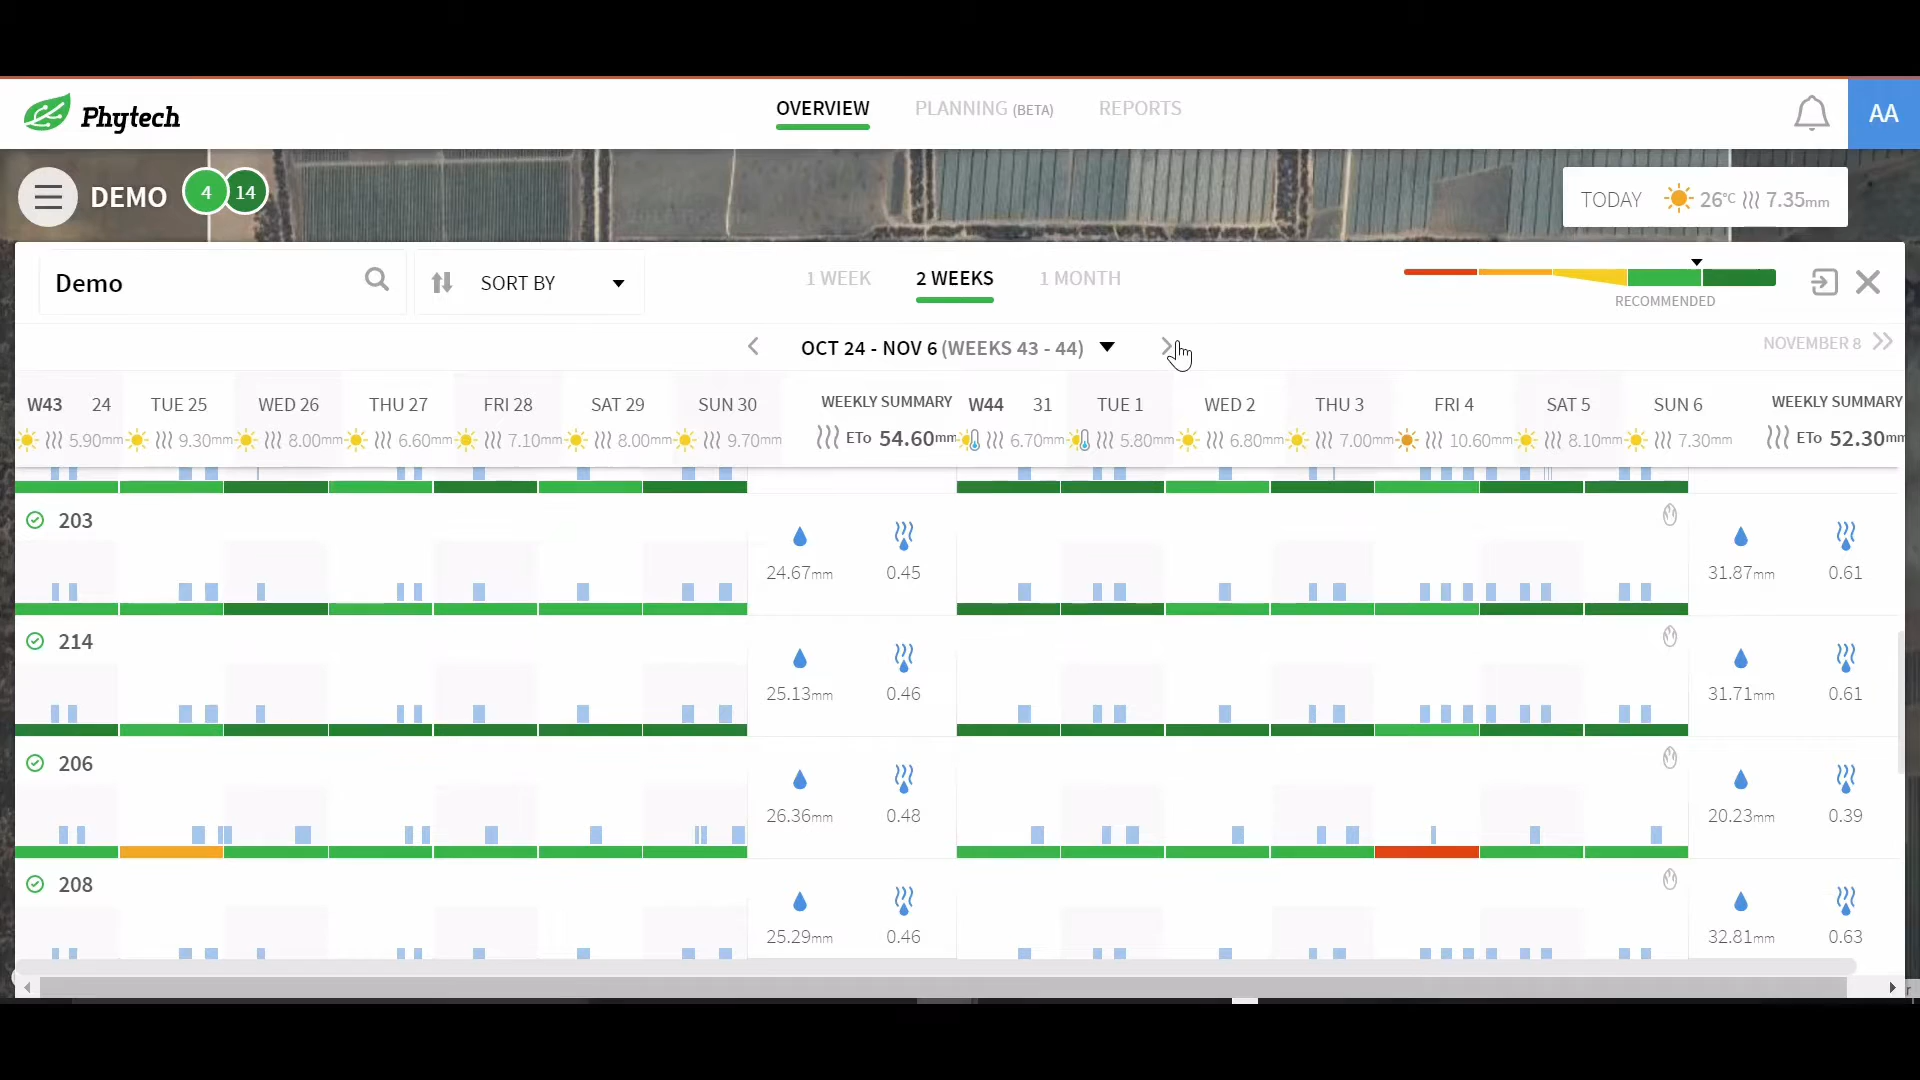 Phytech
OVERVIEW
PLANNING (BETA)
REPORTS
AA
DEMO
4
14
TODAY 26°C 7.35mm
Demo
SORT BY
1 WEEK
2 WEEKS
1 MONTH
RECOMMENDED
OCT 24 - NOV 6 (WEEKS 43 - 44)
NOVEMBER 8
W43 24 TUE 25 WED 26 THU 27 FRI 28 SAT 29 SUN 30 WEEKLY SUMMARY W44 31 TUE 1 WED 2 THU 3 FRI 4 SAT 5 SUN 6 WEEKLY SUMMARY
5.90mm 9.30mm 8.00mm 6.60mm 7.10mm 8.00mm 9.70mm ETo 54.60mm 6.70mm 5.80mm 6.80mm 7.00mm 10.60mm 8.10mm 7.30mm ETo 52.30mm
203
24.67mm 0.45 31.87mm 0.61
214
25.13mm 0.46 31.71mm 0.61
206
26.36mm 0.48 20.23mm 0.39
208
25.29mm 0.46 32.81mm 0.63